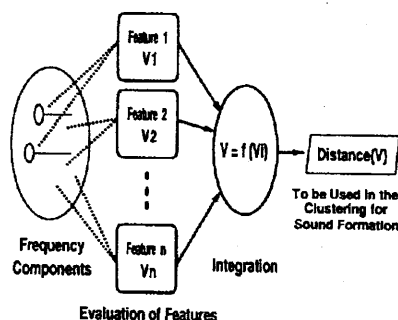 Feature 1
V1
Feature 2
V2
Feature n
Vn
V = f (Vi)
Distance(V)
To be Used in the
Clustering for
Sound Formation
Frequency
Components
Integration
Evaluation of Features